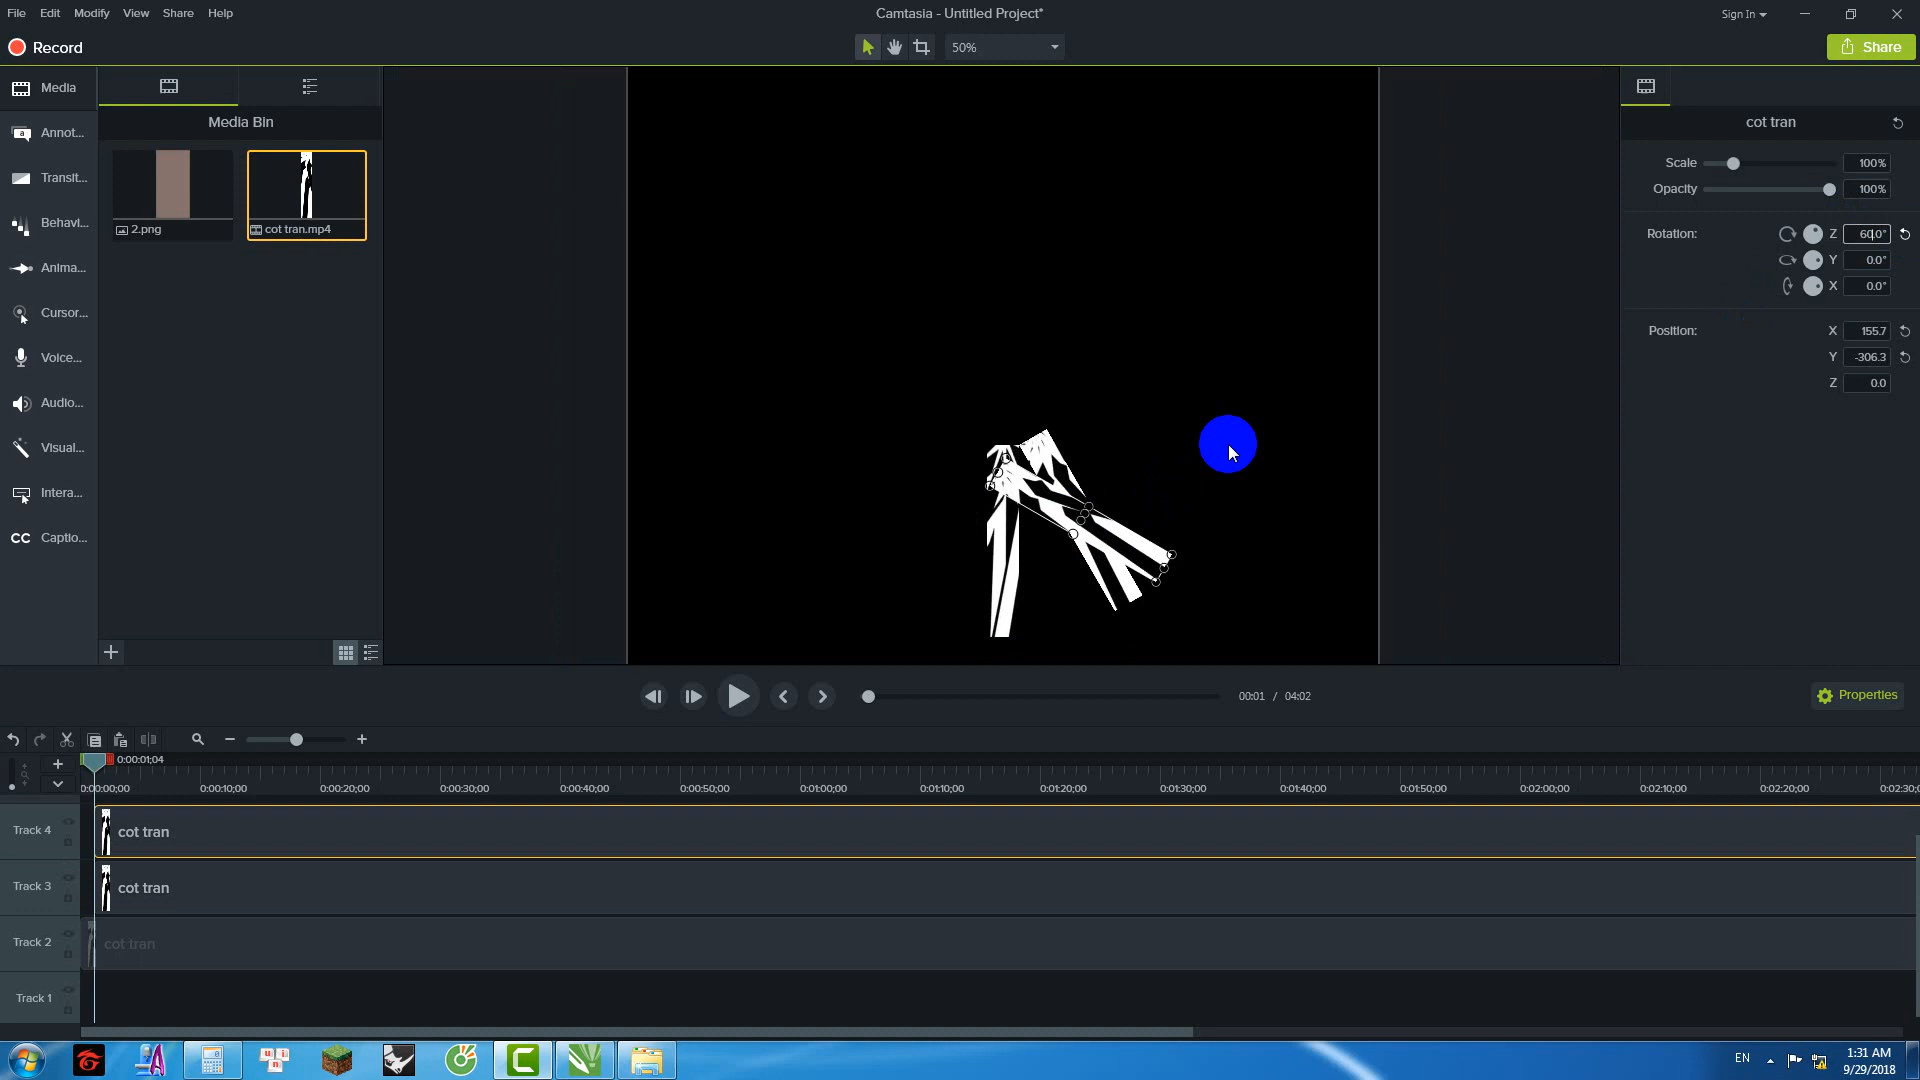 File Edit Modify View Share Help
Camtasia - Untitled Project*
Sign In
Record
50%
Share
Media
Annot...
Transit...
Behavi...
Anima...
Cursor...
Voice...
Audio...
Visual...
Intera...
CC Captio...
Media Bin
2.png
cot tran.mp4
cot tran
Scale 100%
Opacity 100%
Rotation: Z 60.0°
Y 0.0°
X 0.0°
Position: X 155.7
Y -306.3
Z 0.0
00:01 / 04:02
Properties
0:00:01;04
0:00:00;00 0:00:10;00 0:00:20;00 0:00:30;00 0:00:40;00 0:00:50;00 0:01:00;00 0:01:10;00 0:01:20;00 0:01:30;00 0:01:40;00 0:01:50;00 0:02:00;00 0:02:10;00 0:02:20;00 0:02:30;0
Track 4 cot tran
Track 3 cot tran
Track 2 cot tran
Track 1
EN
1:31 AM
9/29/2018